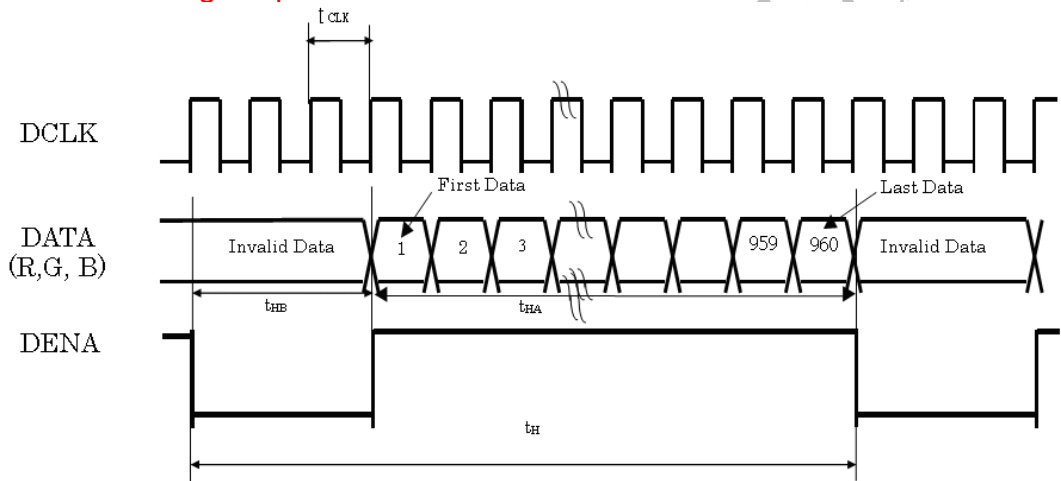 t CLK
DCLK
First Data
Last Data
DATA
(R,G, B)
Invalid Data
1
2
3
959
960
Invalid Data
tHB
tHA
DENA
tH